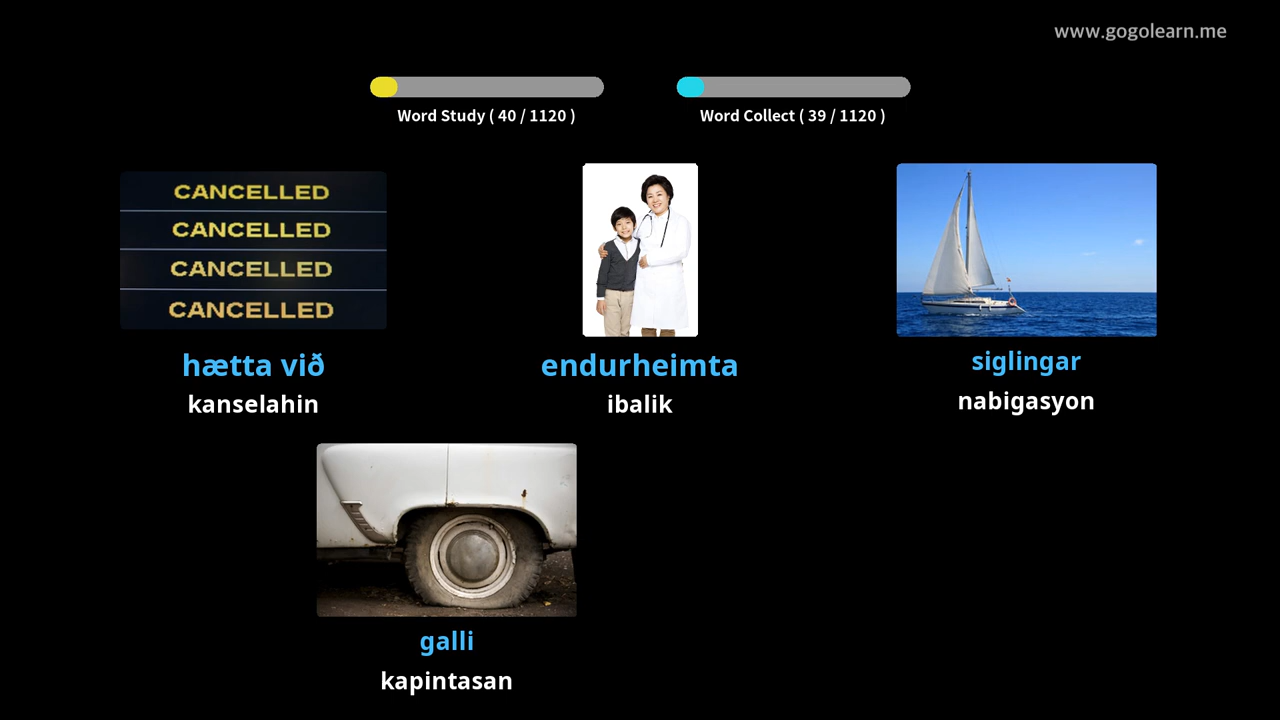 www.gogolearn.me
Word Study ( 40 / 1120 )
Word Collect ( 39 / 1120 )
CANCELLED
CANCELLED
CANCELLED
CANCELLED
hætta við
kanselahin
endurheimta
ibalik
siglingar
nabigasyon
galli
kapintasan